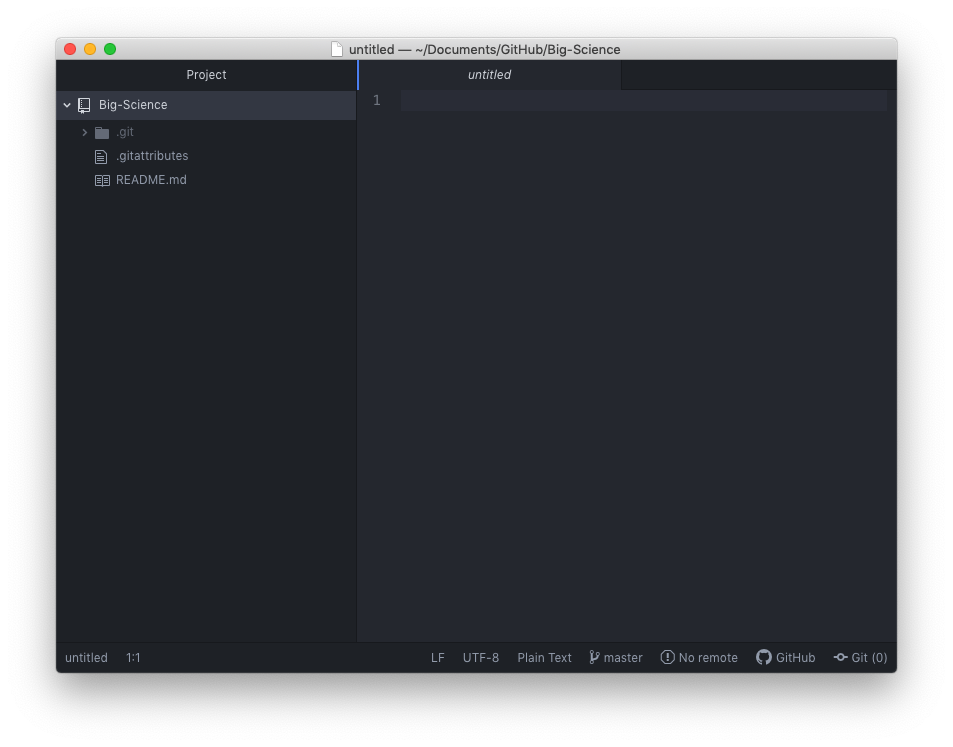 untitled — ~/Documents/GitHub/Big-Science
Project
untitled
Big-Science
1
.git
.gitattributes
README.md
untitled 1:1 LF UTF-8 Plain Text master No remote GitHub Git (0)